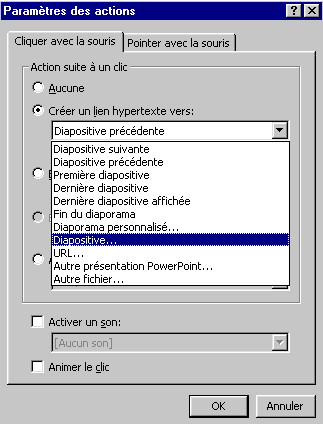 Paramètres des actions
Cliquer avec la souris Pointer avec la souris
Action suite à un clic
Aucune
Créer un lien hypertexte vers:
Diapositive précédente
Diapositive suivante
Diapositive précédente
Première diapositive
Dernière diapositive
Dernière diapositive affichée
Fin du diaporama
Diaporama personnalisé...
Diapositive...
URL...
Autre présentation PowerPoint...
Autre fichier...
Activer un son:
[Aucun son]
Animer le clic
OK Annuler